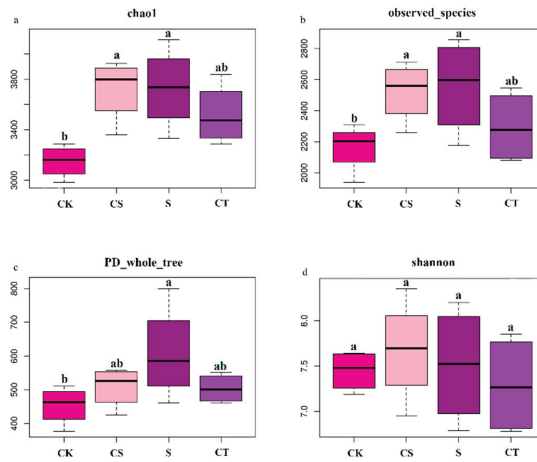 a
chao1
a
a
ab
b
3800
3400
3000
CK CS S CT
b
observed_species
a
a
ab
b
2800
2600
2400
2200
2000
CK CS S CT
c
PD_whole_tree
a
ab
ab
b
800
700
600
500
400
CK CS S CT
d
shannon
a
a
a
a
8.0
7.5
7.0
CK CS S CT